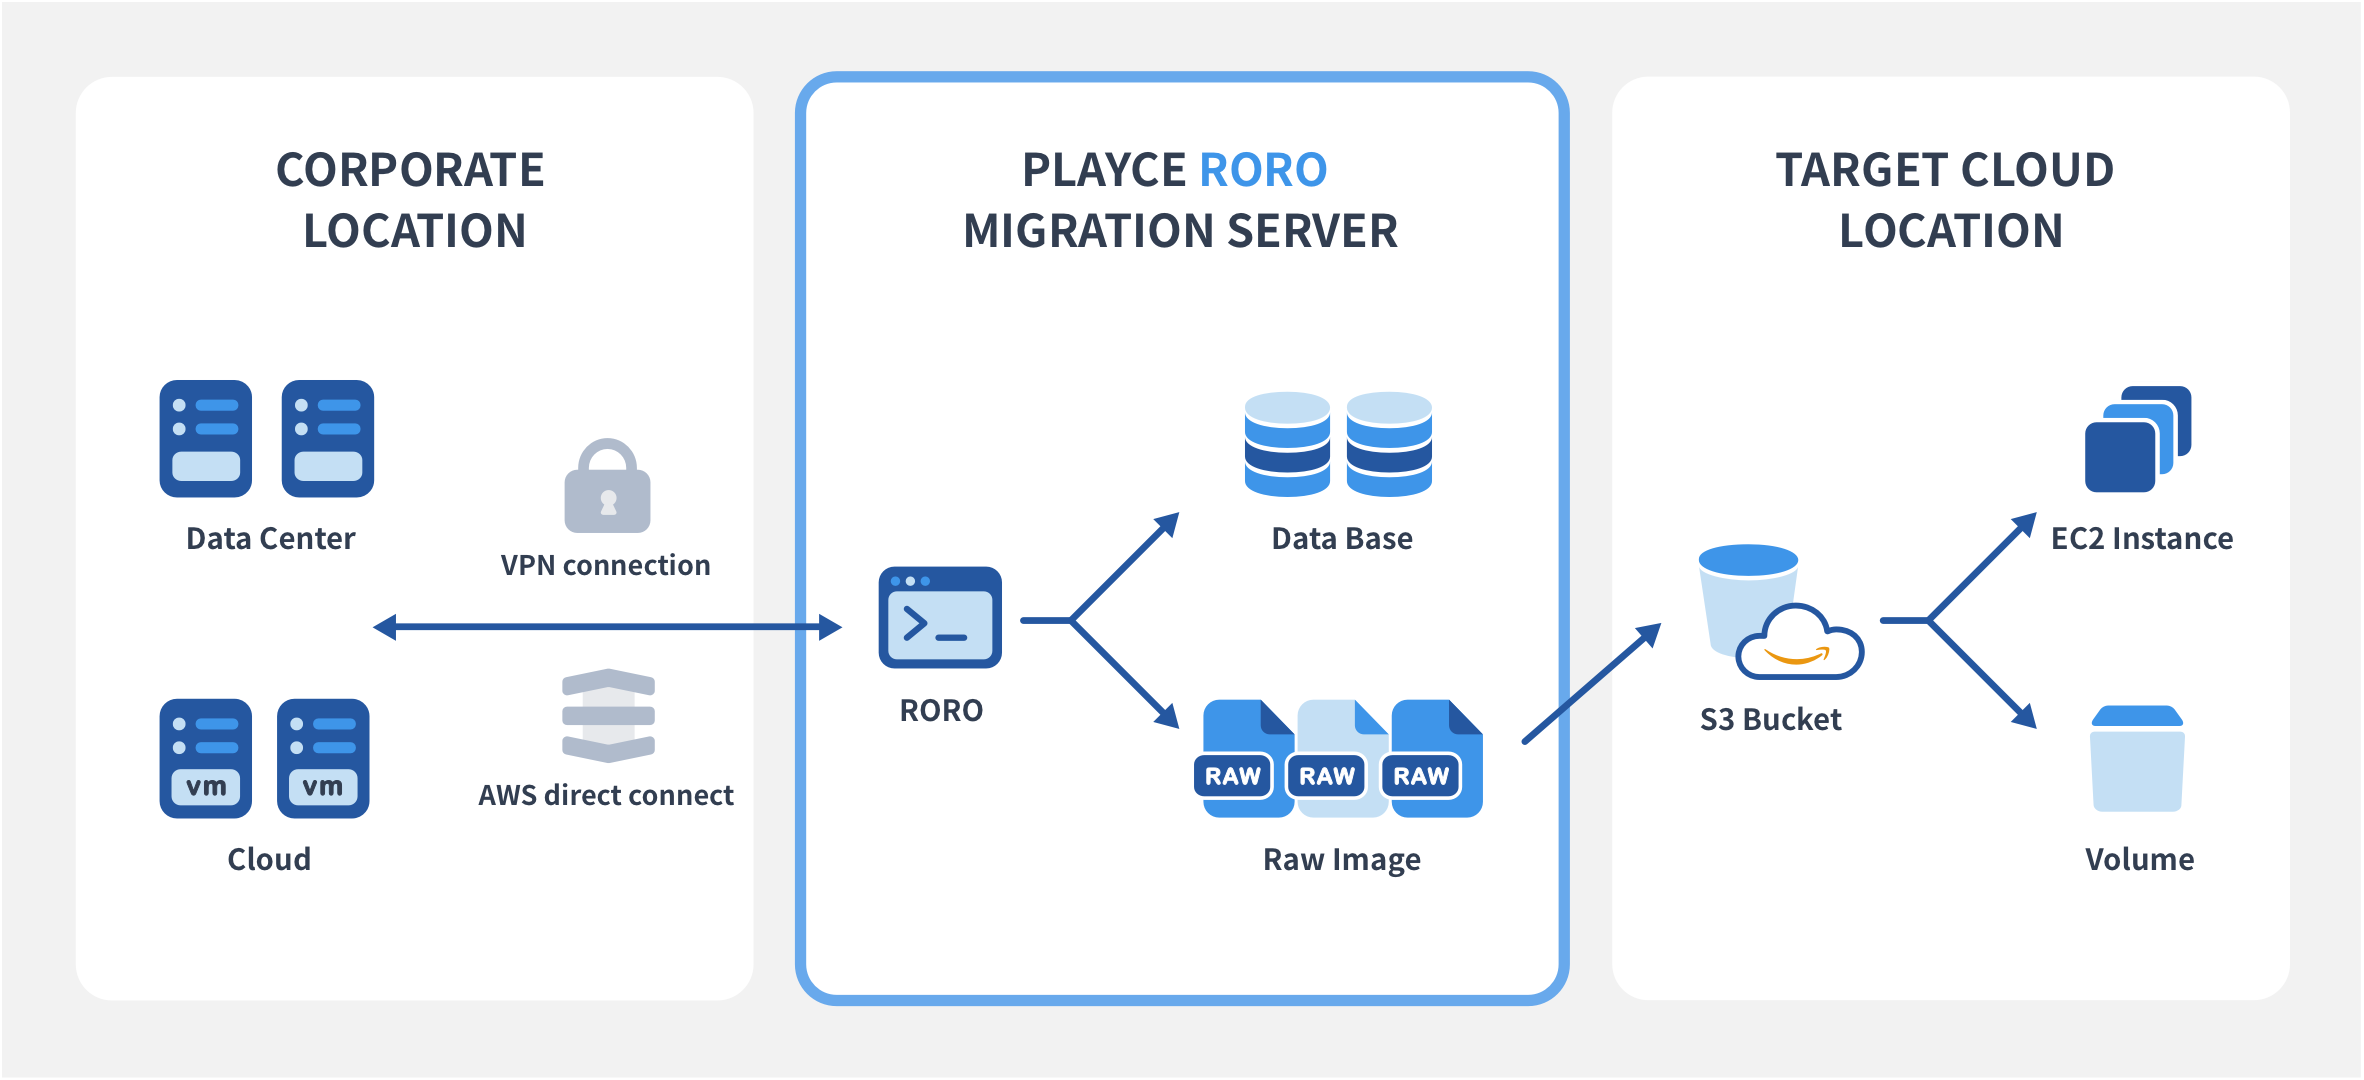 CORPORATE
LOCATION
Data Center
VPN connection
AWS direct connect
vm
vm
Cloud
PLAYCE RORO
MIGRATION SERVER
RORO
Data Base
RAW
RAW
RAW
Raw Image
TARGET CLOUD
LOCATION
S3 Bucket
EC2 Instance
Volume